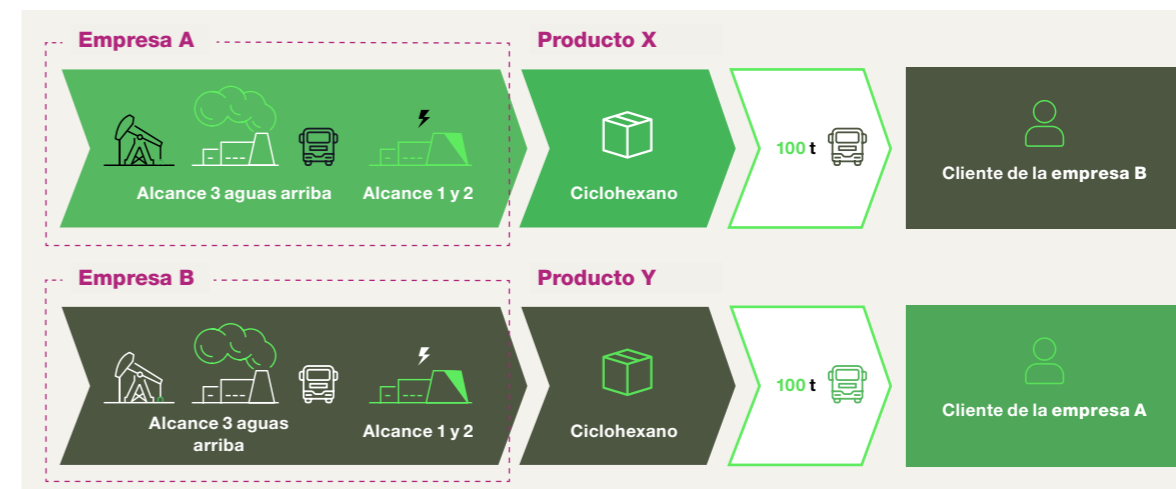 Empresa A
Producto X
Alcance 3 aguas arriba
Alcance 1 y 2
Ciclohexano
100 t
Cliente de la empresa B
Empresa B
Producto Y
Alcance 3 aguas
arriba
Alcance 1 y 2
Ciclohexano
100 t
Cliente de la empresa A